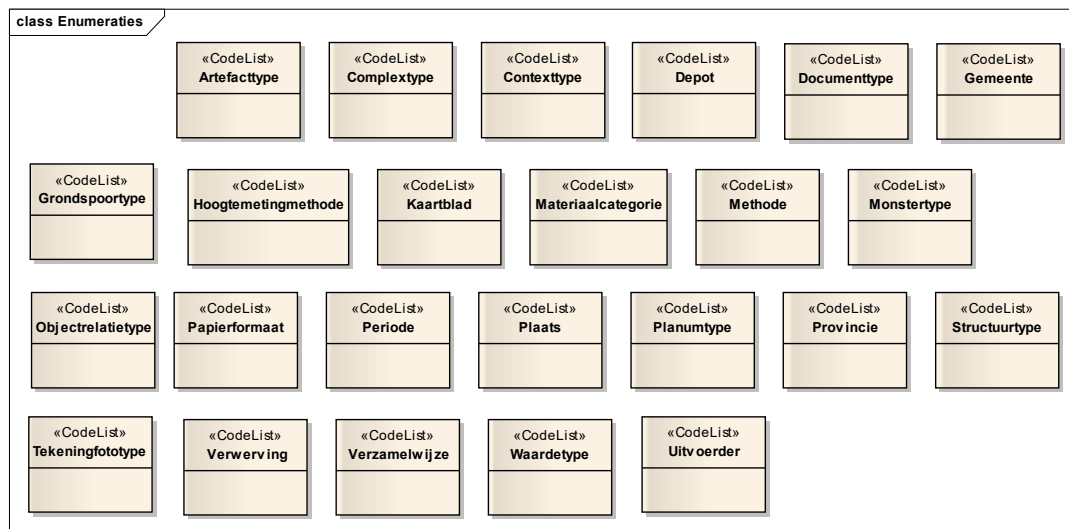 class Enumeraties
«CodeList»
Artefacttype
«CodeList»
Complextype
«CodeList»
Contexttype
«CodeList»
Depot
«CodeList»
Documenttype
«CodeList»
Gemeente
«CodeList»
Grondspoortype
«CodeList»
Hoogtemetingmethode
«CodeList»
Kaartblad
«CodeList»
Materiaalcategorie
«CodeList»
Methode
«CodeList»
Monstertype
«CodeList»
Objectrelatietype
«CodeList»
Papierformaat
«CodeList»
Periode
«CodeList»
Plaats
«CodeList»
Planumtype
«CodeList»
Provincie
«CodeList»
Structuurtype
«CodeList»
Tekeningfototype
«CodeList»
Verwerving
«CodeList»
Verzamelwijze
«CodeList»
Waardetype
«CodeList»
Uitvoerder